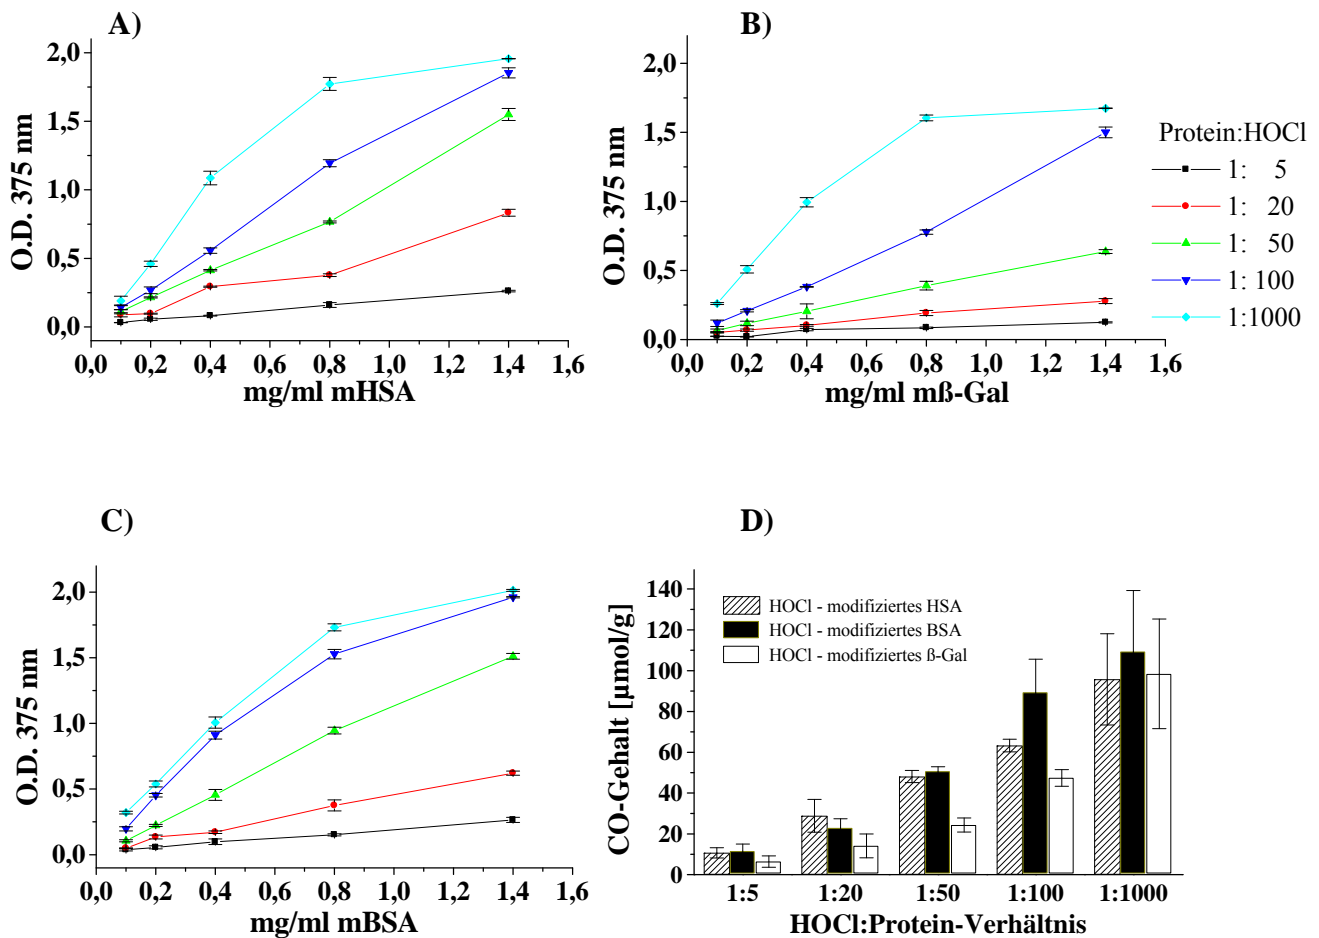 A)
O.D. 375 nm
2,0
1,5
1,0
0,5
0,0
0,0 0,2 0,4 0,6 0,8 1,0 1,2 1,4 1,6
mg/ml mHSA
B)
O.D. 375 nm
2,0
1,5
1,0
0,5
0,0
0,0 0,2 0,4 0,6 0,8 1,0 1,2 1,4 1,6
mg/ml mß-Gal
Protein:HOCl
1: 5
1: 20
1: 50
1: 100
1:1000
C)
O.D. 375 nm
2,0
1,5
1,0
0,5
0,0
0,0 0,2 0,4 0,6 0,8 1,0 1,2 1,4 1,6
mg/ml mBSA
D)
CO-Gehalt [µmol/g]
140
120
100
80
60
40
20
0
HOCl - modifiziertes HSA
HOCl - modifiziertes BSA
HOCl - modifiziertes ß-Gal
1:5 1:20 1:50 1:100 1:1000
HOCl:Protein-Verhältnis